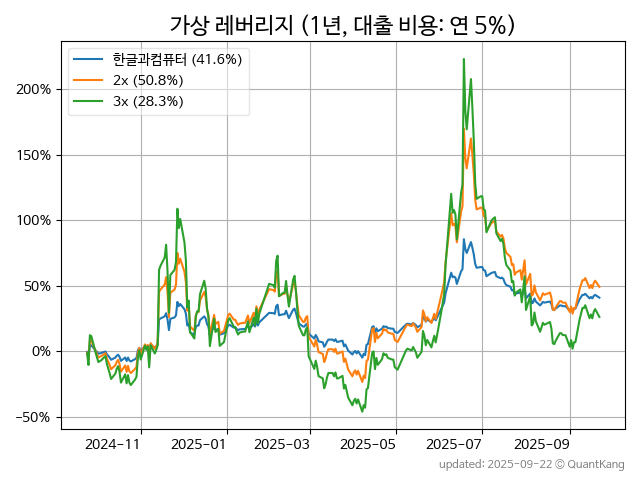 가상 레버리지 (1년, 대출 비용: 연 5%)
한글과컴퓨터 (41.6%)
2x (50.8%)
3x (28.3%)
200%
150%
100%
50%
0%
−50%
2024-11
2025-01
2025-03
2025-05
2025-07
2025-09
updated: 2025-09-22 © QuantKang